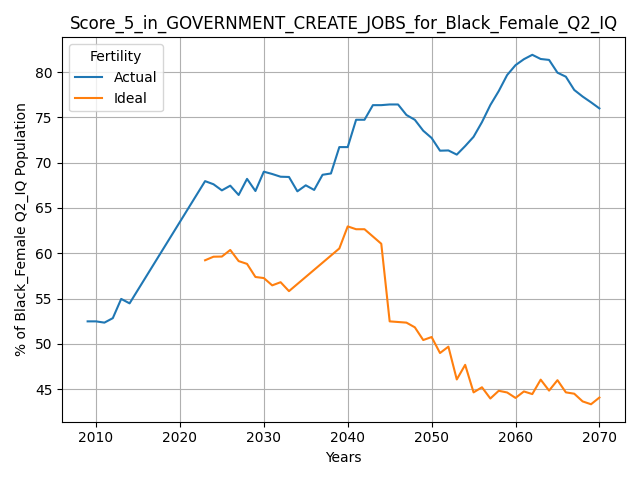 Score_5_in_GOVERNMENT_CREATE_JOBS_for_Black_Female_Q2_IQ
Fertility
Actual
Ideal
% of Black_Female Q2_IQ Population
80
75
70
65
60
55
50
45
2010
2020
2030
2040
2050
2060
2070
Years